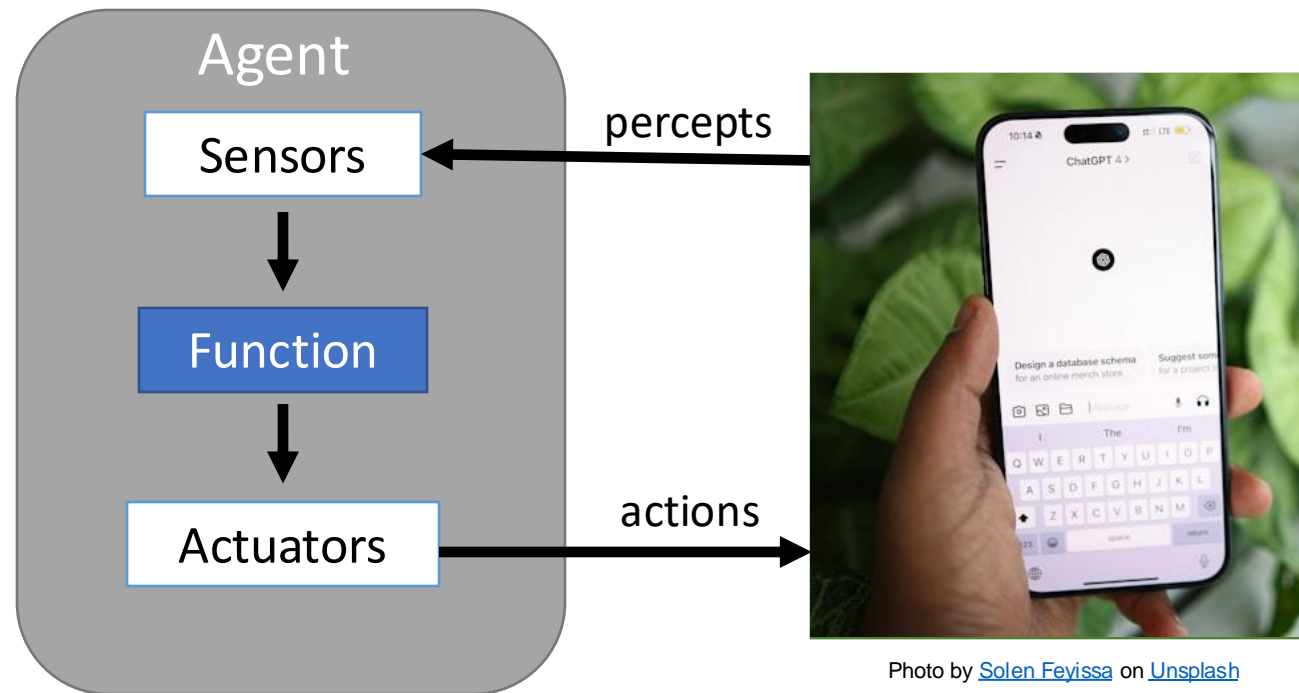 Agent
Sensors
Function
Actuators
percepts
actions
10:14
LTE
ChatGPT 4 >
Design a database schema
for an online merch store
Suggest som
for a project
Message
I The I'm
Q W E R T Y U I O P
A S D F G H J K L
Z X C V B N M
123 space return
Photo by Solen Feyissa on Unsplash